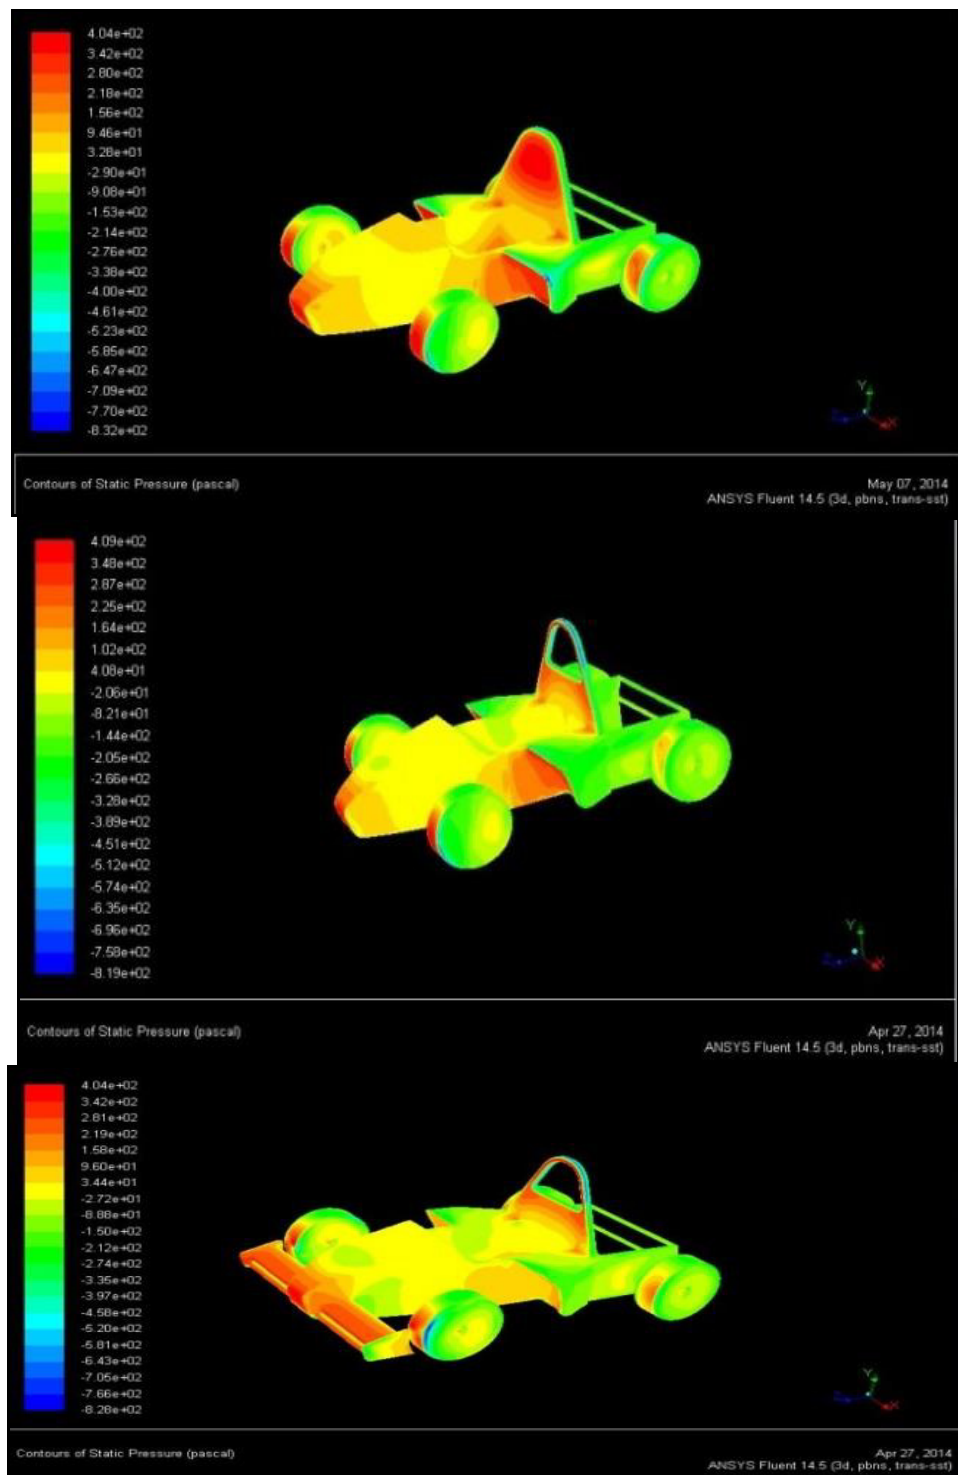 4.04e+02
3.42e+02
2.80e+02
2.18e+02
1.56e+02
9.46e+01
3.28e+01
-2.90e+01
-9.08e+01
-1.53e+02
-2.14e+02
-2.76e+02
-3.38e+02
-4.00e+02
-4.61e+02
-5.23e+02
-5.85e+02
-6.47e+02
-7.09e+02
-7.70e+02
-8.32e+02
Y
Z
X
Contours of Static Pressure (pascal)
May 07, 2014
ANSYS Fluent 14.5 (3d, pbns, trans-sst)
4.09e+02
3.48e+02
2.87e+02
2.25e+02
1.64e+02
1.02e+02
4.08e+01
-2.06e+01
-8.21e+01
-1.44e+02
-2.05e+02
-2.66e+02
-3.28e+02
-3.89e+02
-4.51e+02
-5.12e+02
-5.74e+02
-6.35e+02
-6.96e+02
-7.58e+02
-8.19e+02
Y
Z
X
Contours of Static Pressure (pascal)
Apr 27, 2014
ANSYS Fluent 14.5 (3d, pbns, trans-sst)
4.04e+02
3.42e+02
2.81e+02
2.19e+02
1.58e+02
9.60e+01
3.44e+01
-2.72e+01
-8.88e+01
-1.50e+02
-2.12e+02
-2.74e+02
-3.35e+02
-3.97e+02
-4.58e+02
-5.20e+02
-5.81e+02
-6.43e+02
-7.05e+02
-7.66e+02
-8.28e+02
Y
Z
X
Contours of Static Pressure (pascal)
Apr 27, 2014
ANSYS Fluent 14.5 (3d, pbns, trans-sst)